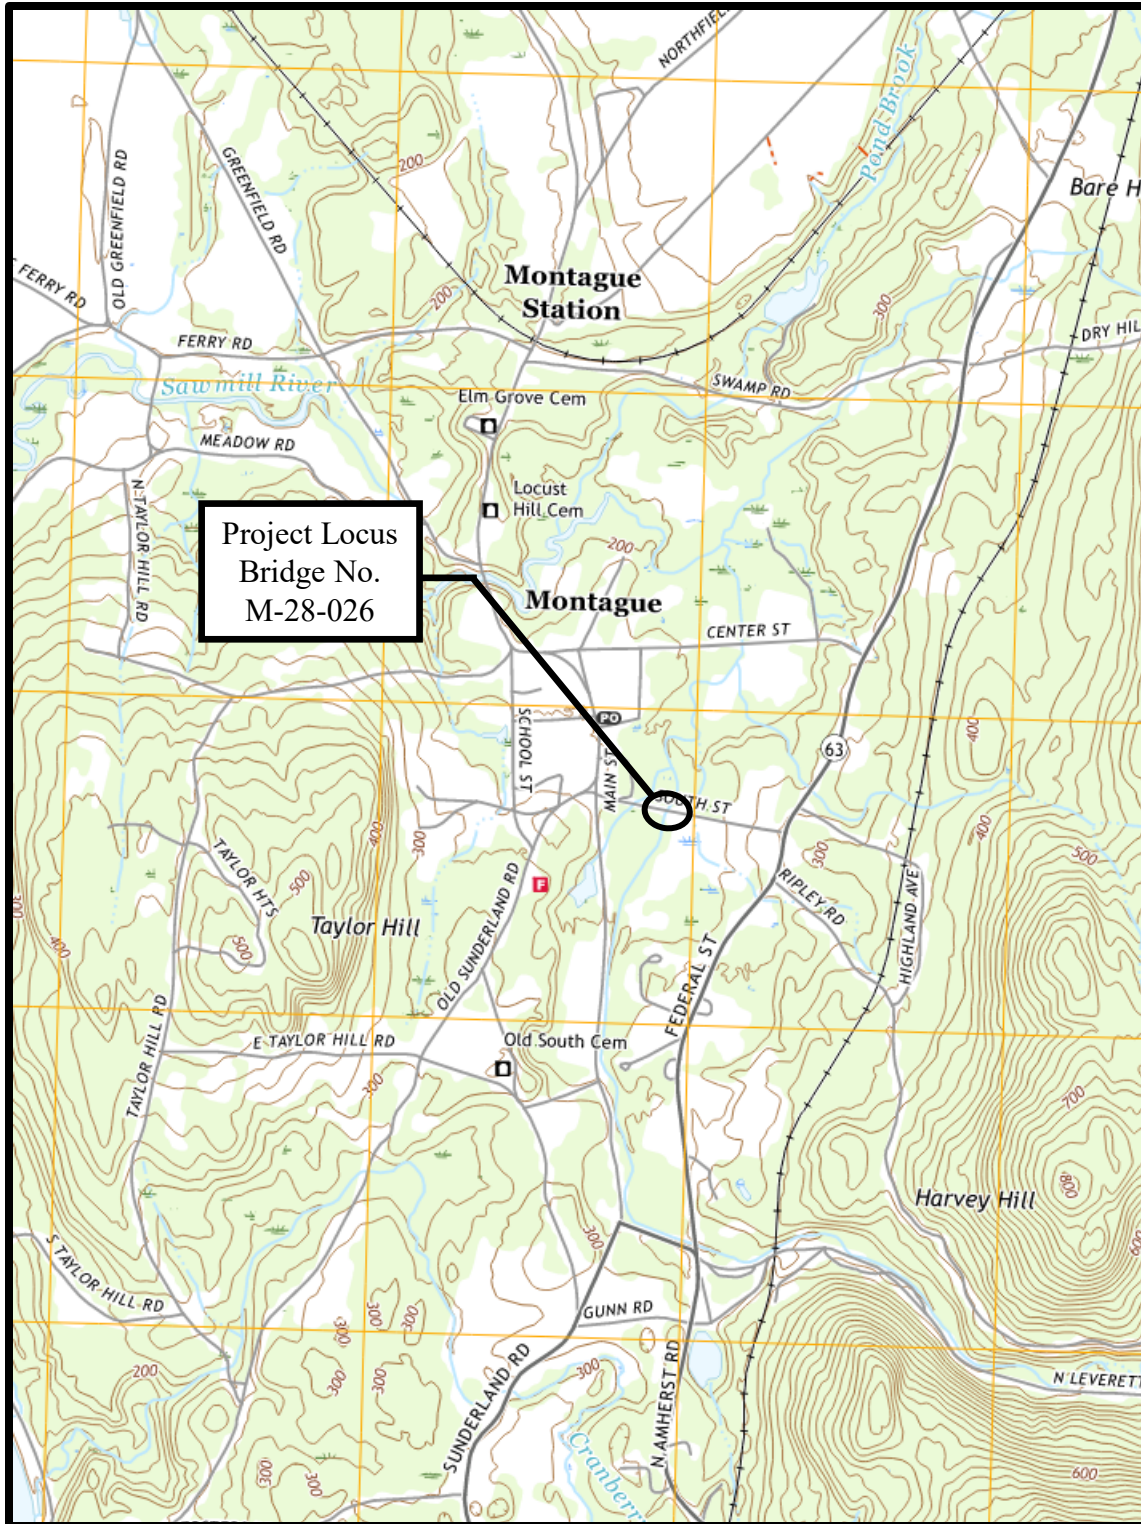 NORTHFIEL
Pond Brook
Bare H
OLD GREENFIELD RD
GREENFIELD RD
200
FERRY RD
200
Montague
Station
300
DRY HIL
FERRY RD
Sawmill River
SWAMP RD
Elm Grove Cem
MEADOW RD
N TAYLOR HILL RD
Locust
Hill Cem
Project Locus
Bridge No.
M-28-026
200
Montague
CENTER ST
SCHOOL ST
PO
MAIN ST
400
63
SOUTH ST
400
300
400
300
500
TAYLOR HTS
500
RIPLEY RD
HIGHLAND AVE
F
300
400
Taylor Hill
500
OLD SUNDERLAND RD
FEDERAL ST
TAYLOR HILL RD
E TAYLOR HILL RD
Old South Cem
300
700
800
Harvey Hill
600
300
S TAYLOR HILL RD
300
300
300
GUNN RD
200
300
300
300
SUNDERLAND RD
N AMHERST RD
N LEVERETT
Cranberr
300
300
600